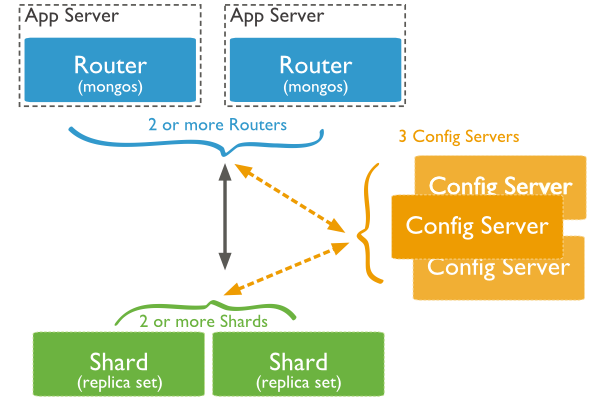 App Server
App Server
Router
(mongos)
Router
(mongos)
2 or more Routers
3 Config Servers
Config Server
Config Server
Config Server
2 or more Shards
Shard
(replica set)
Shard
(replica set)